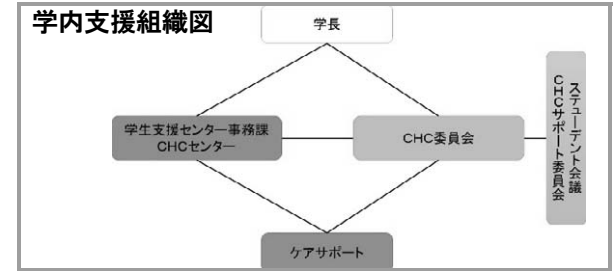 学内支援組織図
学長
学生支援センター事務課
CHCセンター
CHC委員会
ステューデント会議
CHCサポート委員会
ケアサポート